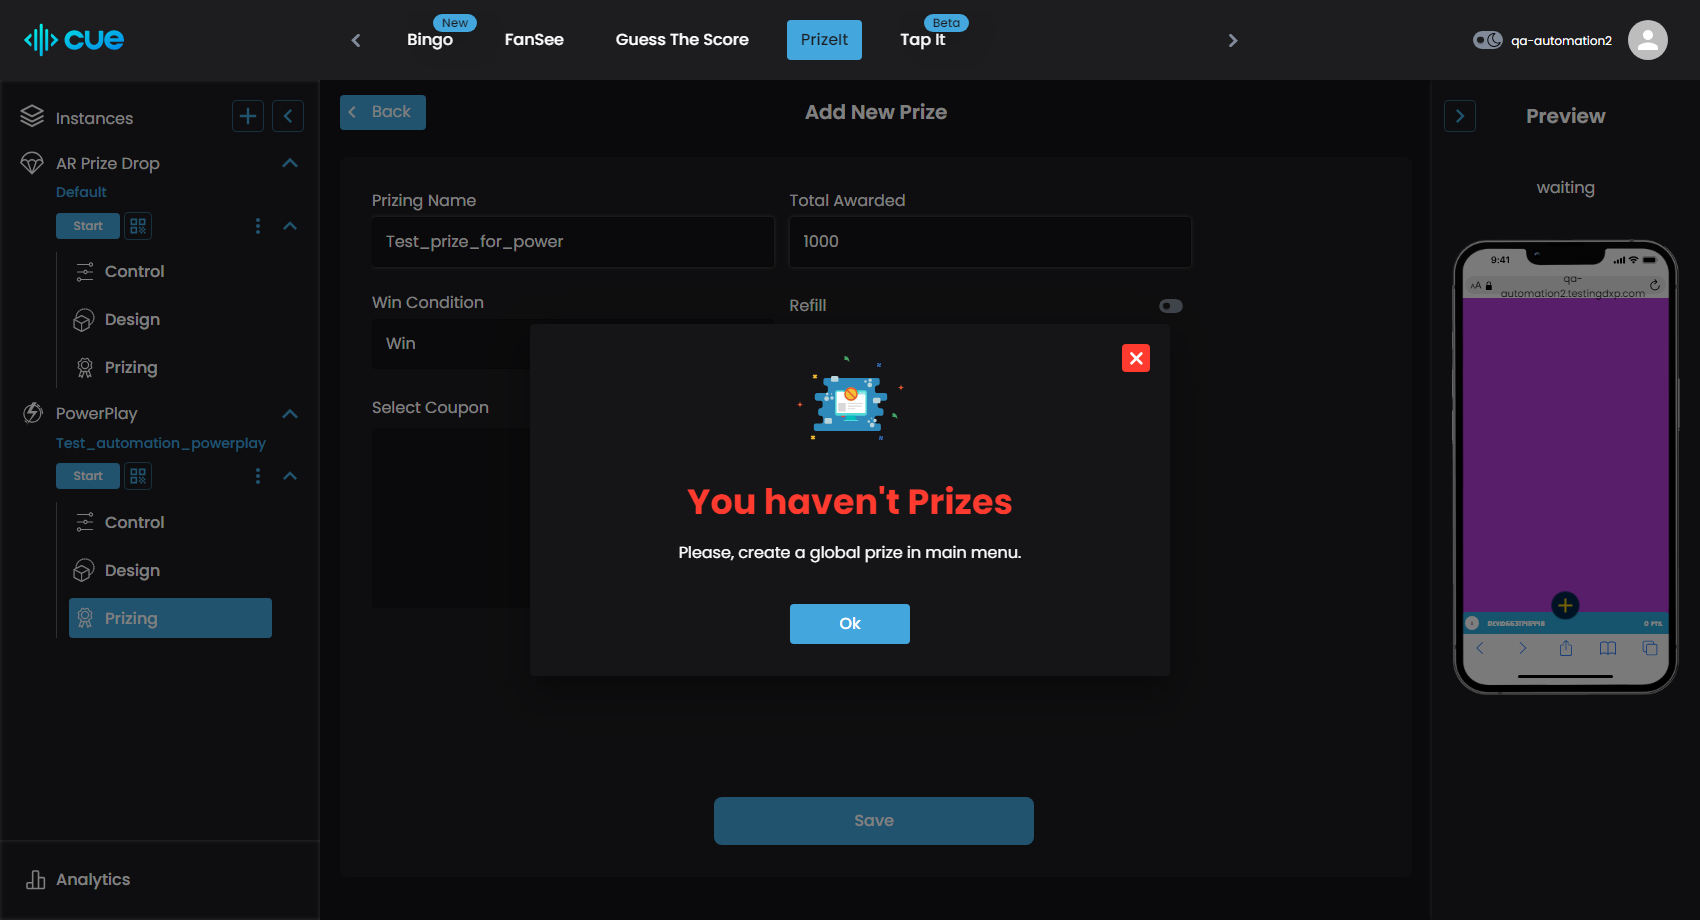 cue
New
Bingo
FanSee
Guess The Score
PrizeIt
Beta
Tap It
qa-automation2
Instances
AR Prize Drop
Default
Start
Control
Design
Prizing
PowerPlay
Test_automation_powerplay
Start
Control
Design
Prizing
Analytics
Back
Add New Prize
Prizing Name
Total Awarded
Test_prize_for_power
1000
Win Condition
Refill
Win
Select Coupon
You haven't Prizes
Please, create a global prize in main menu.
Ok
Save
Preview
waiting
9:41
AA
qa-
automation2.testingdxp.com
0 PTS.